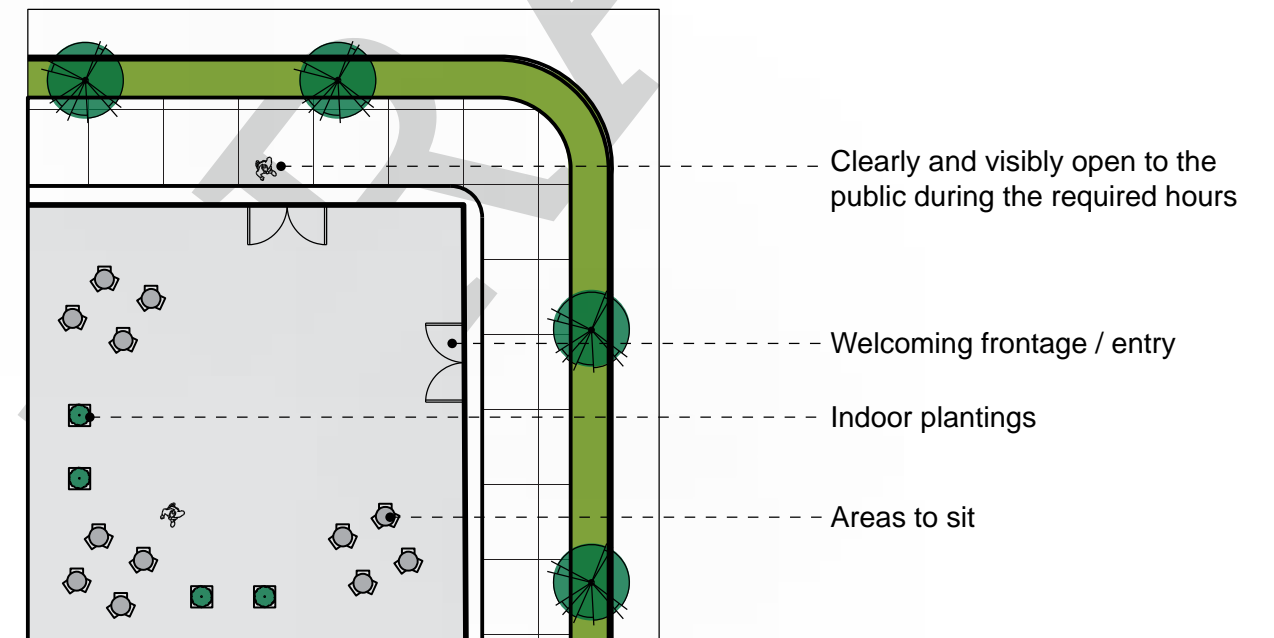 Clearly and visibly open to the
public during the required hours
Welcoming frontage / entry
Indoor plantings
Areas to sit